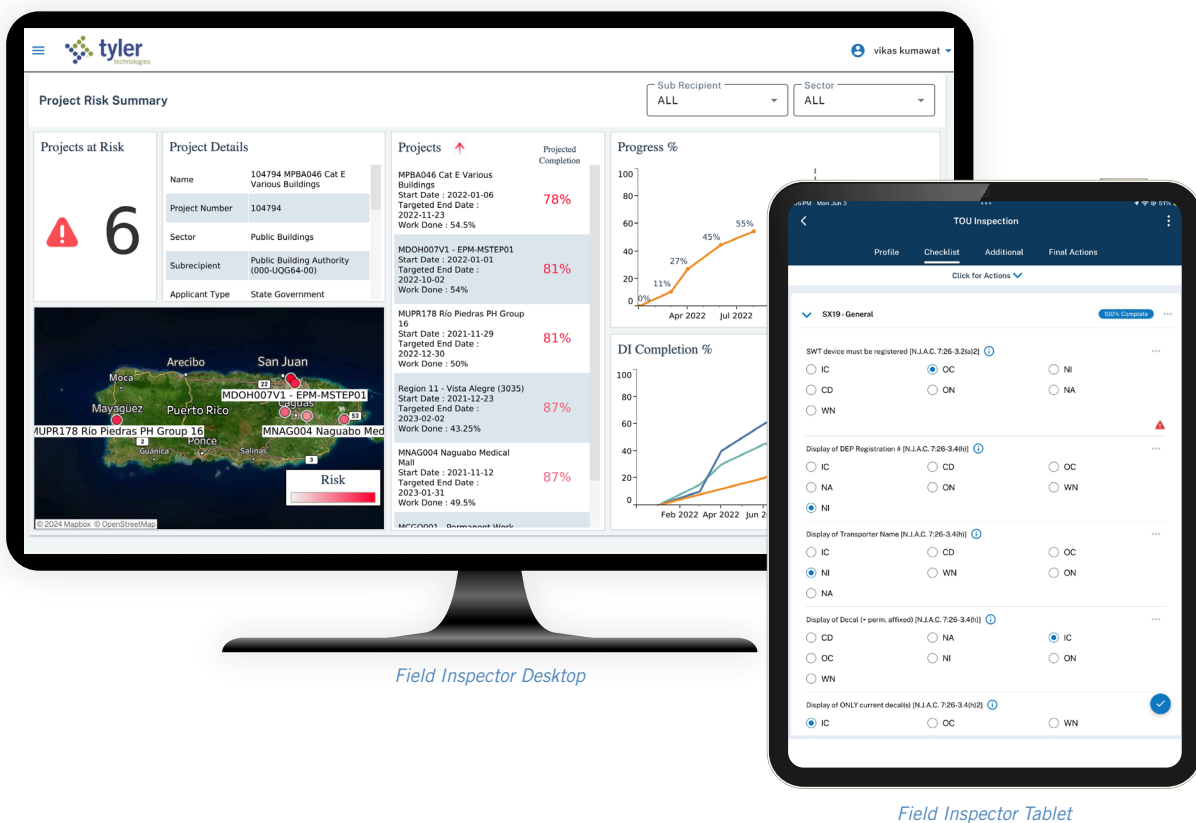 tyler
technologies
vikas kumawat
Project Risk Summary
Sub Recipient
ALL
Sector
ALL
Projects at Risk
6
Project Details
Name
104794 MPBA046 Cat E
Various Buildings
Project Number
104794
Sector
Public Buildings
Subrecipient
Public Building Authority
(000-UQG64-00)
Applicant Type
State Government
Arecibo
San Juan
Moca
22
MDOH007V1 - EPM-MSTEP01
Caguas
Mayagüez
Puerto Rico
53
MUPR178 Río Piedras PH Group 16
MNAG004 Naguabo Med
2
Ponce
Guánica
Salinas
3
Risk
© 2024 Mapbox © OpenStreetMap
Projects
Projected
Completion
MPBA046 Cat E Various
Buildings
Start Date : 2022-01-06
Targeted End Date :
2022-11-23
Work Done : 54.5%
78%
MDOH007V1 - EPM-MSTEP01
Start Date : 2022-01-01
Targeted End Date :
2022-10-02
Work Done : 54%
81%
MUPR178 Río Piedras PH Group
16
Start Date : 2021-11-29
Targeted End Date :
2022-12-30
Work Done : 50%
81%
Region 11 - Vista Alegre (3035)
Start Date : 2021-12-23
Targeted End Date :
2023-02-02
Work Done : 43.25%
87%
MNAG004 Naguabo Medical
Mall
Start Date : 2021-11-12
Targeted End Date :
2023-01-31
Work Done : 49.5%
87%
MCGO001 - Permanent Work
Progress %
100
80
60
40
20
0
0%
11%
27%
45%
55%
Apr 2022 Jul 2022
DI Completion %
100
80
60
40
20
0
Feb 2022 Apr 2022 Jun 2
PM Mon Jun 3
51%
TOU Inspection
Profile Checklist Additional Final Actions
Click for Actions
SX19 - General
100% Complete
SWT device must be registered [N.J.A.C. 7:26-3.2(a)2]
IC OC NI
CD ON NA
WN
Display of DEP Registration # [N.J.A.C. 7:26-3.4(h)]
IC CD OC
NA ON WN
NI
Display of Transporter Name [N.J.A.C. 7:26-3.4(h)]
IC CD OC
NI WN ON
NA
Display of Decal (+ perm. affixed) [N.J.A.C. 7:26-3.4(h)]
CD NA IC
OC NI ON
WN
Display of ONLY current decal(s) [N.J.A.C. 7:26-3.4(h)2]
IC OC WN
Field Inspector Desktop
Field Inspector Tablet